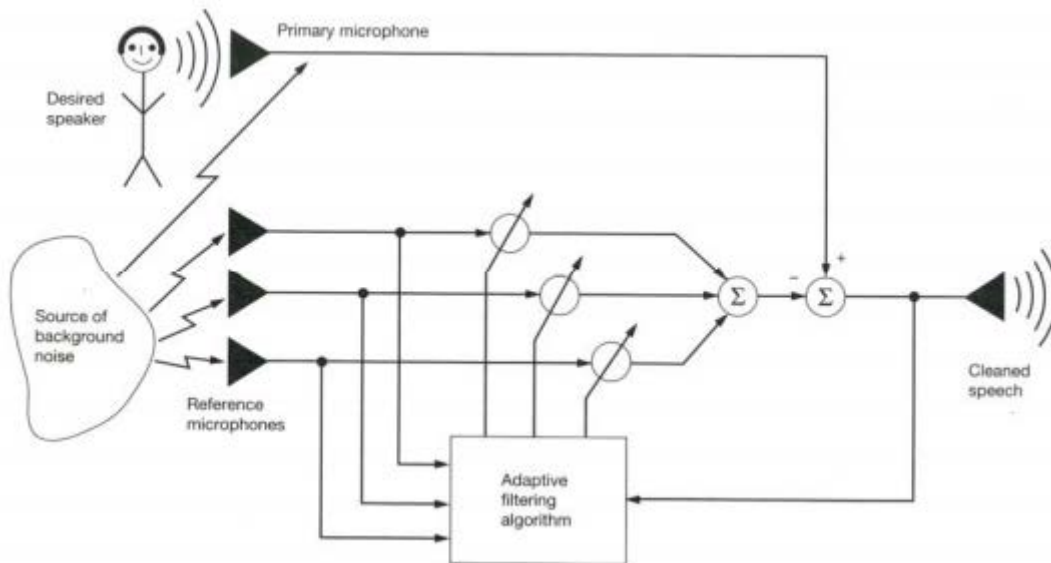 Primary microphone
Desired
speaker
+
−
Σ
Σ
Source of
background
noise
Reference
microphones
Cleaned
speech
Adaptive
filtering
algorithm